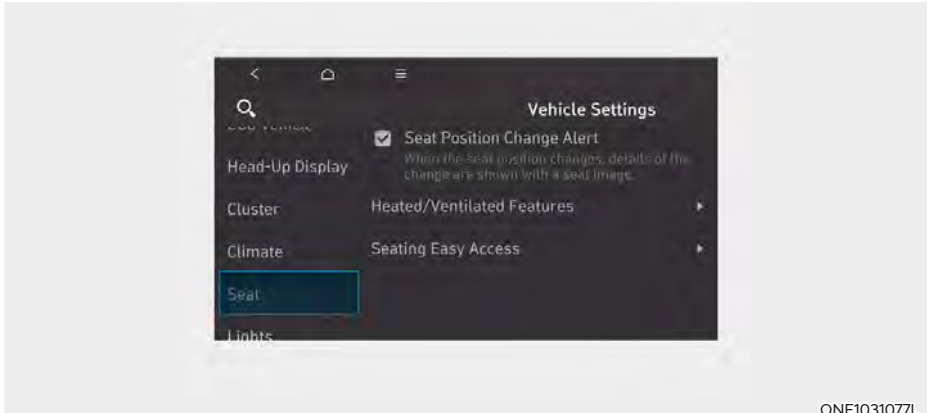 Vehicle Settings
Seat Position Change Alert
When the seat position changes, details of the
change are shown with a seat image.
Head-Up Display
Cluster
Heated/Ventilated Features
Climate
Seating Easy Access
Seat
Lights